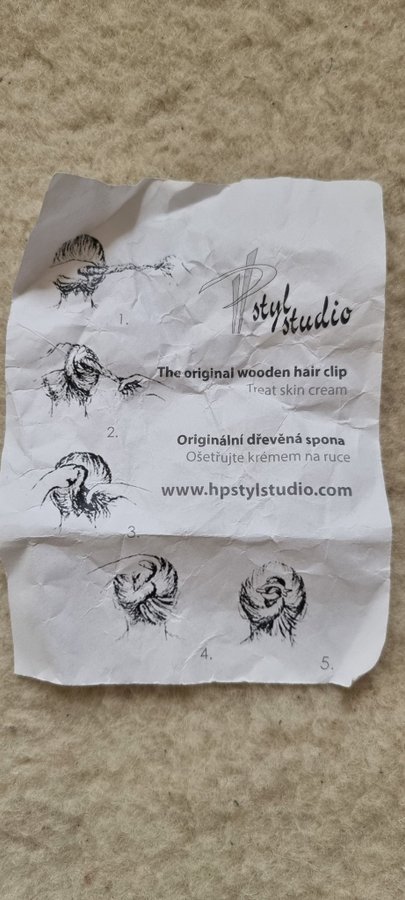 styl
studio
The original wooden hair clip
Treat skin cream
Originální dřevěná spona
Ošetřujte krémem na ruce
www.hpstylstudio.com
1.
2.
3.
4.
5.